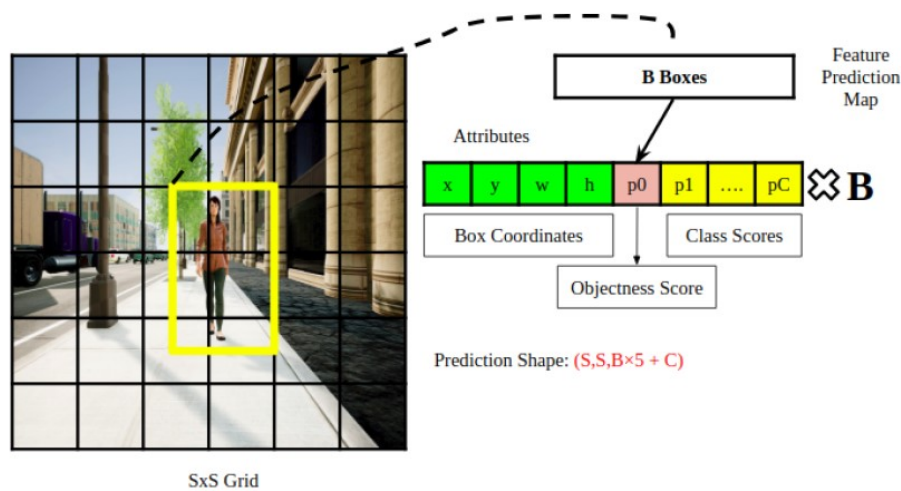 B Boxes
Feature
Prediction
Map
Attributes
x y w h p0 p1 .... pC B
Box Coordinates
Class Scores
Objectness Score
Prediction Shape: (S,S,B×5 + C)
SxS Grid